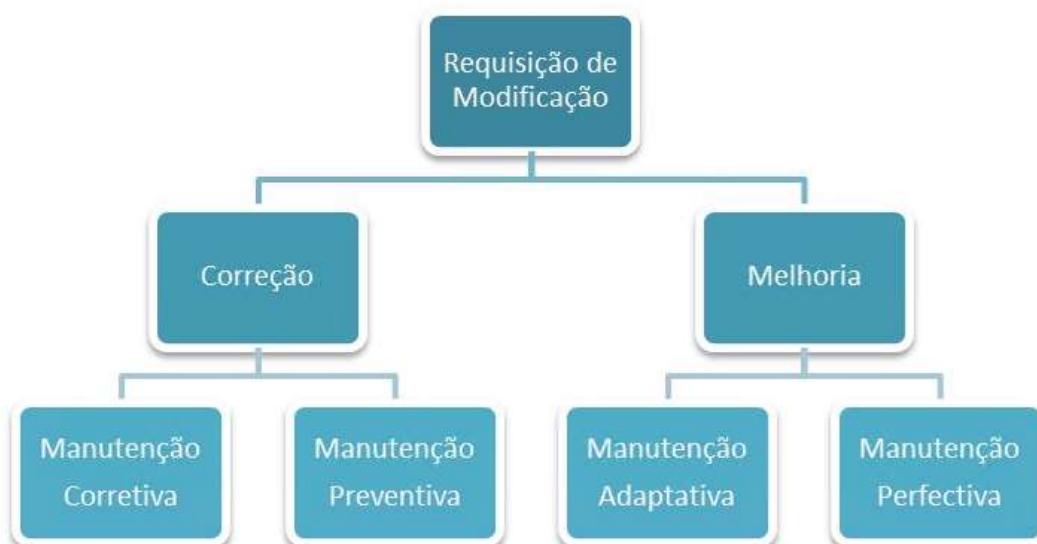 Requisição de
Modificação
Correção
Melhoria
Manutenção
Corretiva
Manutenção
Preventiva
Manutenção
Adaptativa
Manutenção
Perfectiva